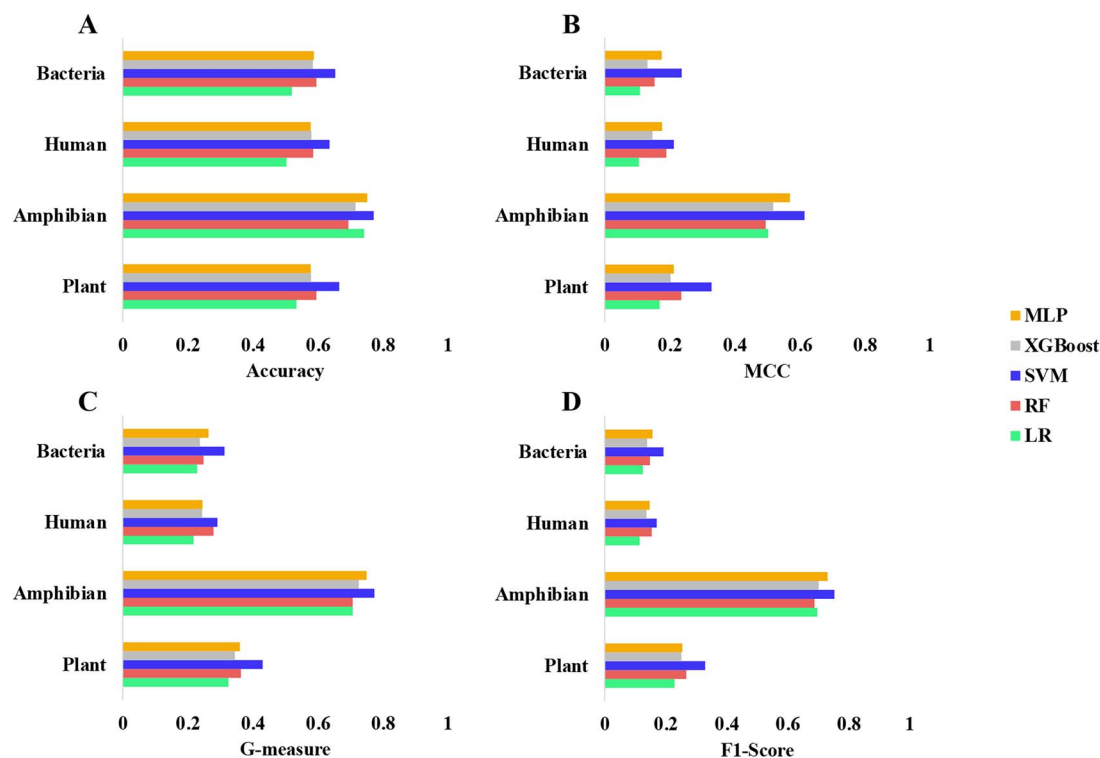 A
Bacteria
Human
Amphibian
Plant
0 0.2 0.4 0.6 0.8 1
Accuracy
B
Bacteria
Human
Amphibian
Plant
0 0.2 0.4 0.6 0.8 1
MCC
MLP
XGBoost
SVM
RF
LR
C
Bacteria
Human
Amphibian
Plant
0 0.2 0.4 0.6 0.8 1
G-measure
D
Bacteria
Human
Amphibian
Plant
0 0.2 0.4 0.6 0.8 1
F1-Score